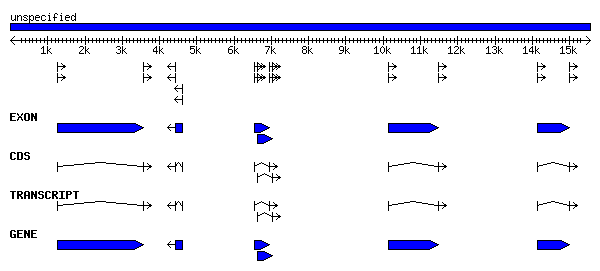 unspecified
1k 2k 3k 4k 5k 6k 7k 8k 9k 10k 11k 12k 13k 14k 15k
EXON
CDS
TRANSCRIPT
GENE